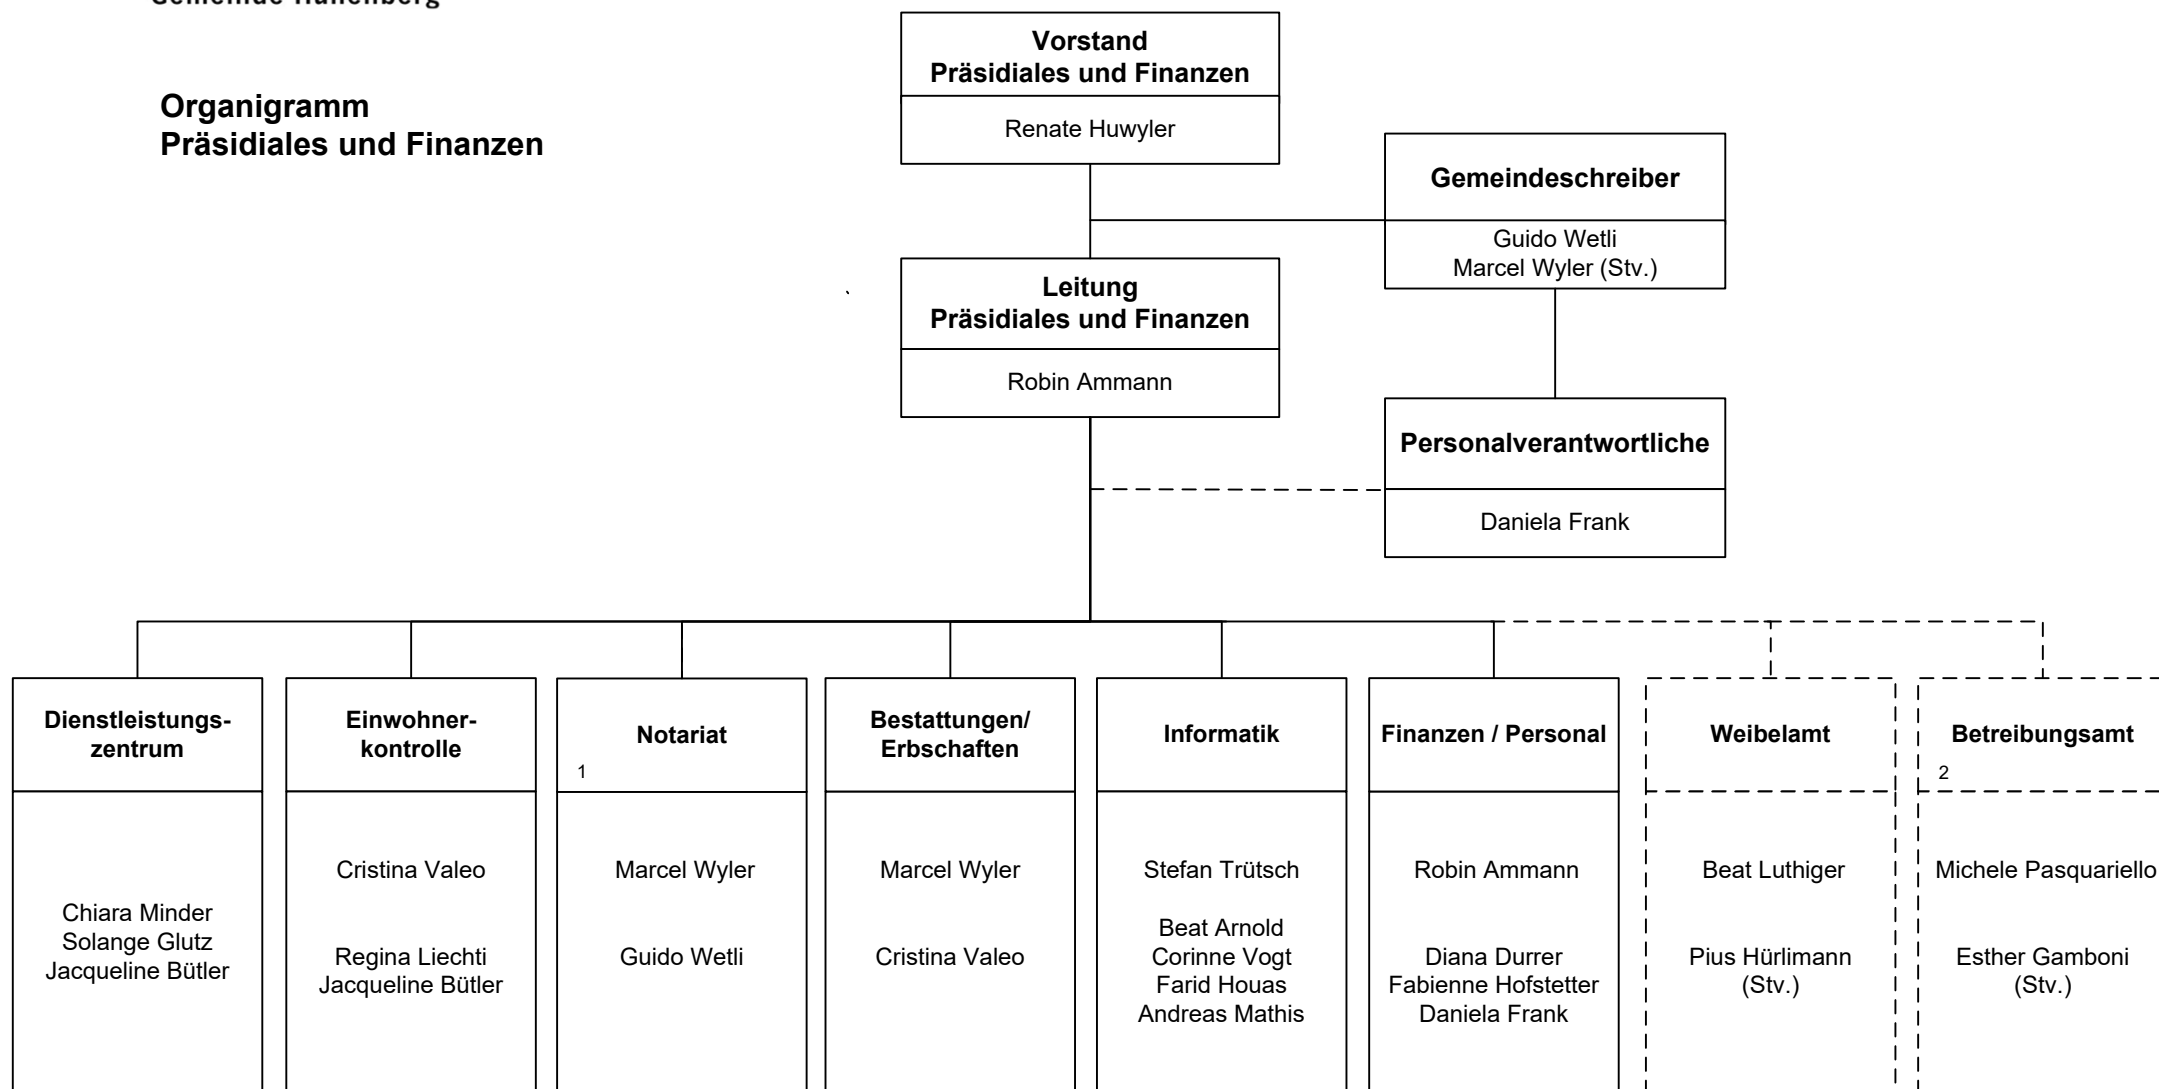 Organigramm
Präsidiales und Finanzen
Vorstand
Präsidiales und Finanzen
Renate Huwyler
Gemeindeschreiber
Guido Wetli
Marcel Wyler (Stv.)
Leitung
Präsidiales und Finanzen
Robin Ammann
Personalverantwortliche
Daniela Frank
Dienstleistungs-
zentrum
Chiara Minder
Solange Glutz
Jacqueline Bütler
Einwohner-
kontrolle
Cristina Valeo
Regina Liechti
Jacqueline Bütler
Notariat
1
Marcel Wyler
Guido Wetli
Bestattungen/
Erbschaften
Marcel Wyler
Cristina Valeo
Informatik
Stefan Trütsch
Beat Arnold
Corinne Vogt
Farid Houas
Andreas Mathis
Finanzen / Personal
Robin Ammann
Diana Durrer
Fabienne Hofstetter
Daniela Frank
Weibelamt
Beat Luthiger
Pius Hürlimann
(Stv.)
Betreibungsamt
2
Michele Pasquariello
Esther Gamboni
(Stv.)